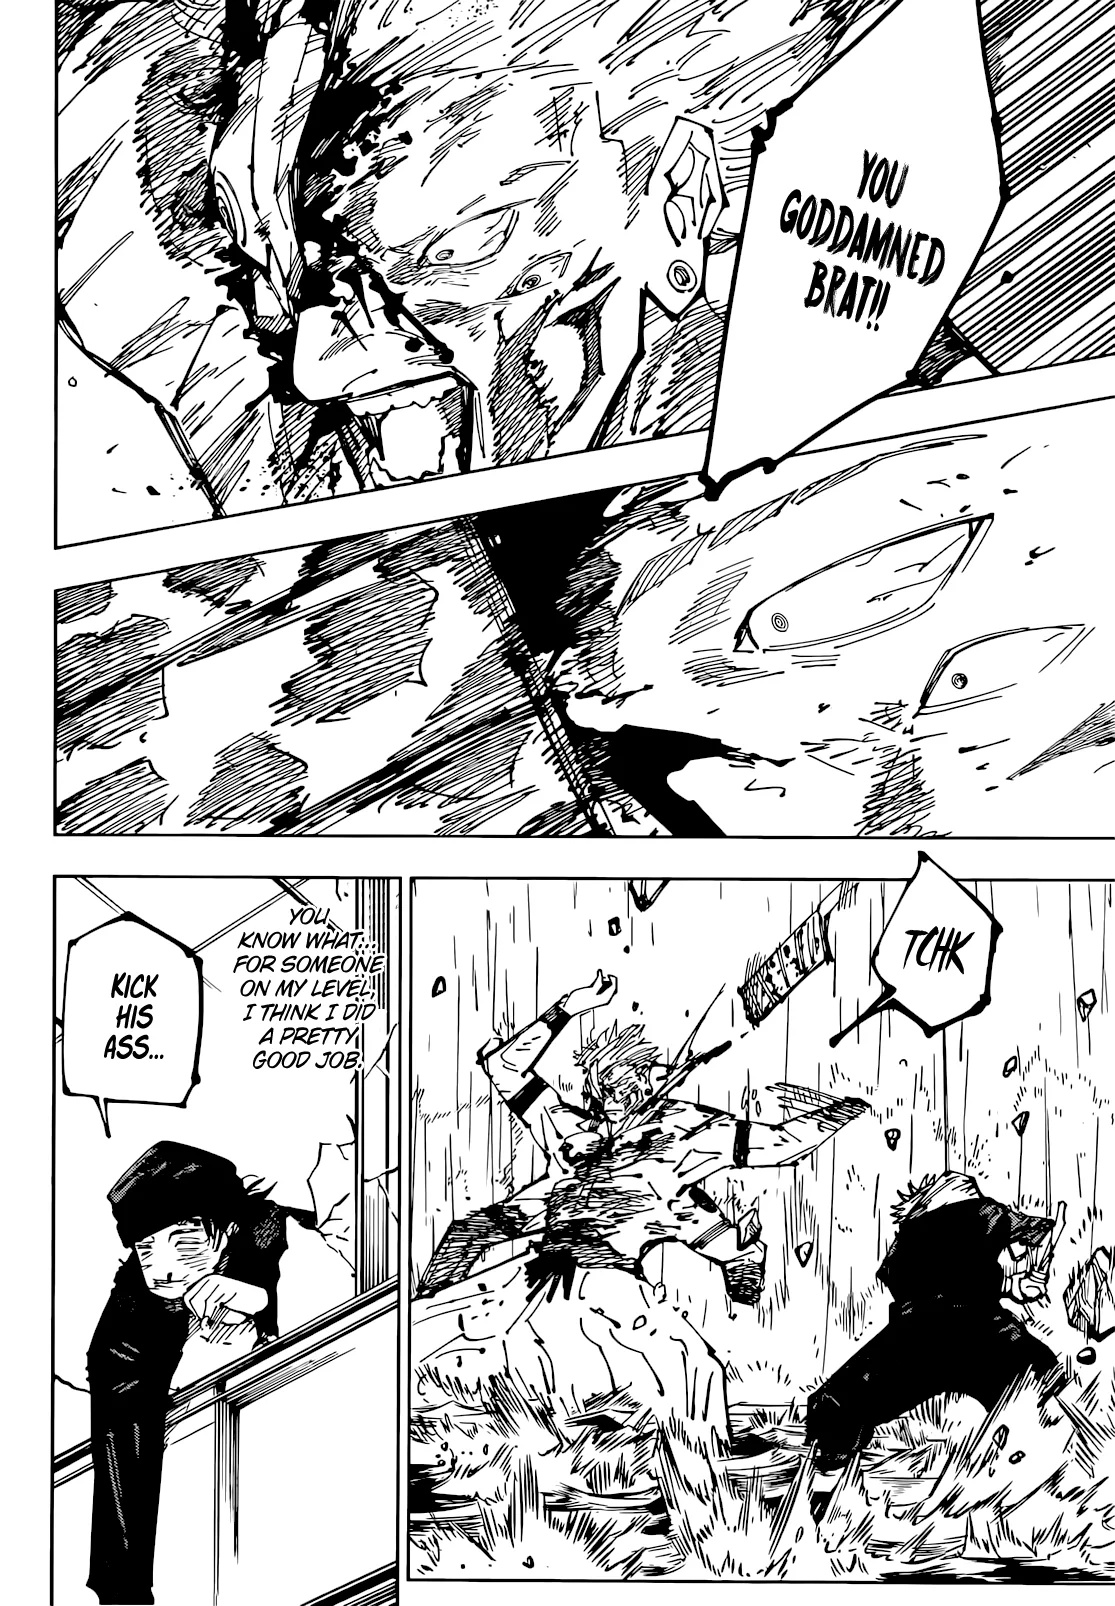 YOU
GODDAMNED
BRAT!!
TCHK
YOU
KNOW WHAT...
FOR SOMEONE
ON MY LEVEL,
I THINK I DID
A PRETTY
GOOD JOB.
KICK
HIS
ASS...